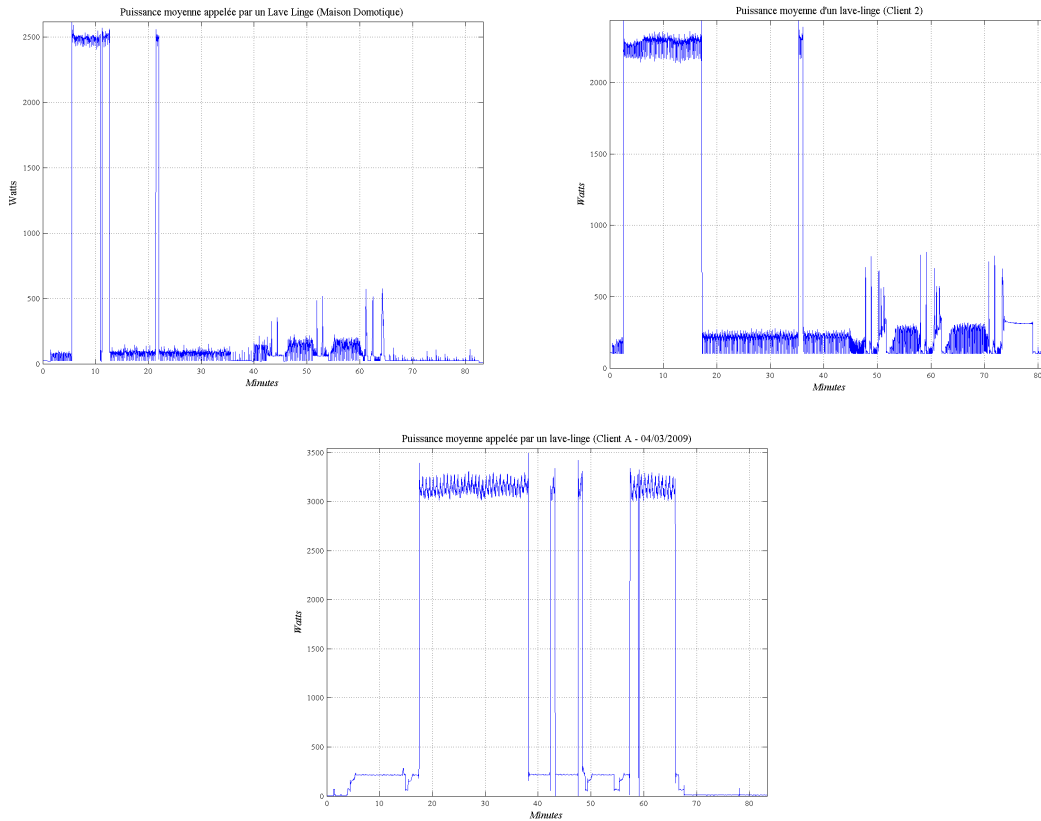 Puissance moyenne appelée par un Lave Linge (Maison Domotique)
2500
2000
1500
1000
500
0
Watts
0 10 20 30 40 50 60 70 80
Minutes
Puissance moyenne d'un lave-linge (Client 2)
2000
1500
1000
500
0
Watts
0 10 20 30 40 50 60 70 80
Minutes
Puissance moyenne appelée par un lave-linge (Client A - 04/03/2009)
3500
3000
2500
2000
1500
1000
500
0
Watts
0 10 20 30 40 50 60 70 80
Minutes